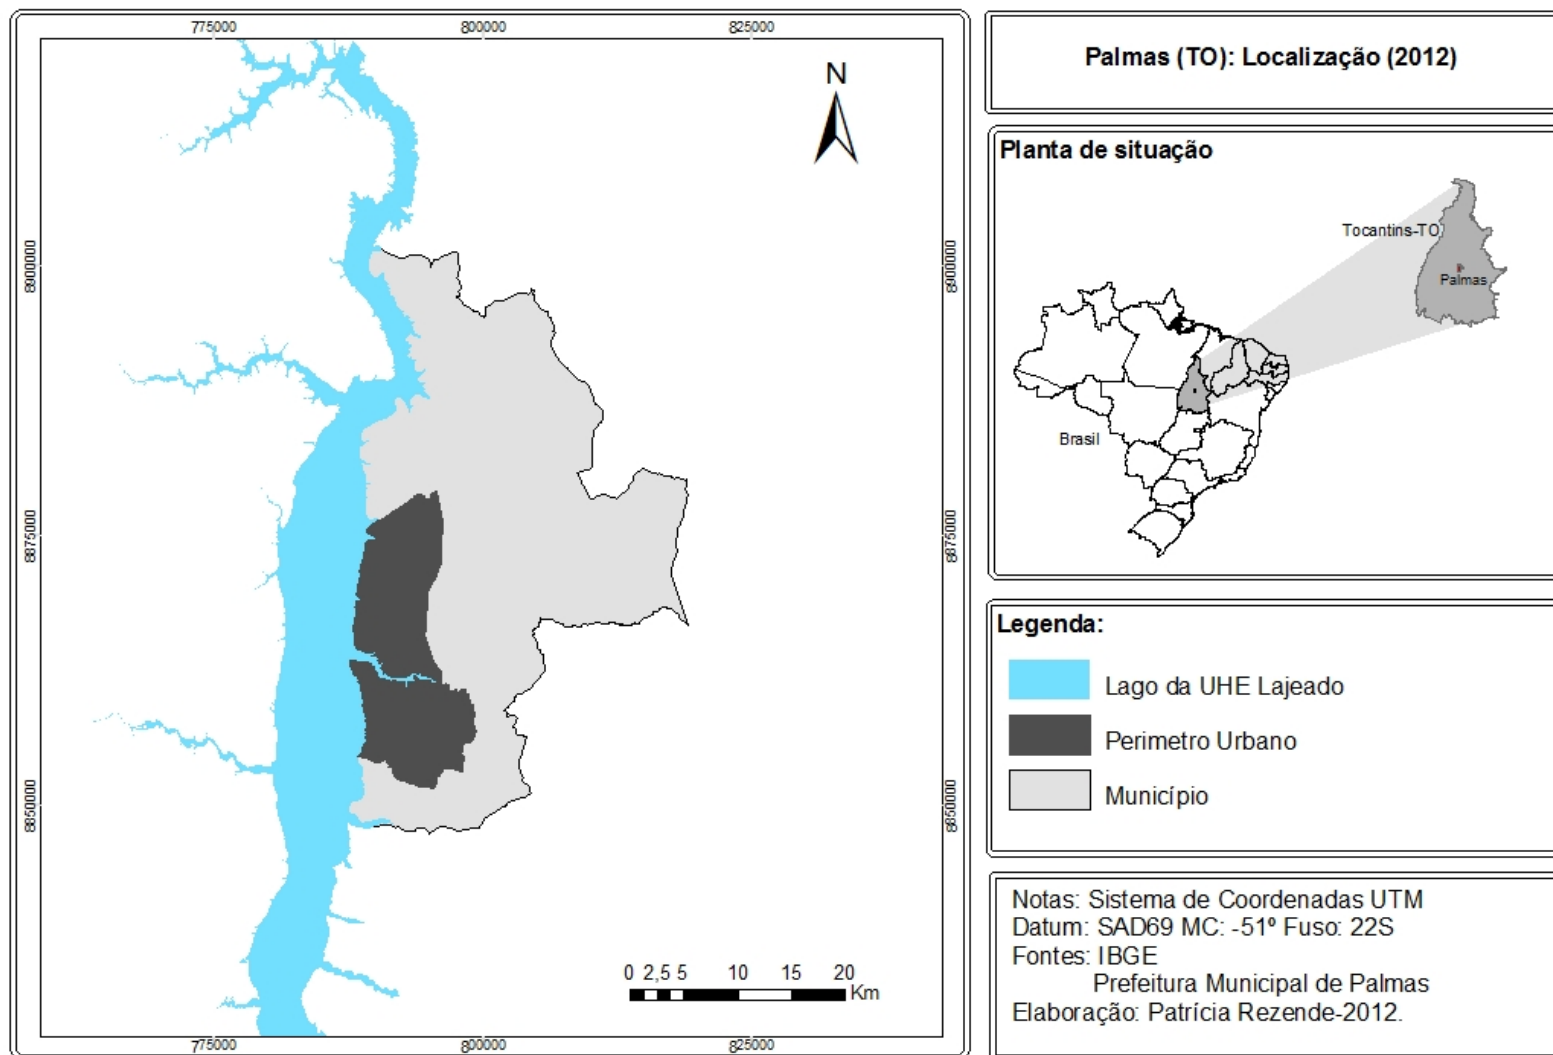 775000
800000
825000
8900000
8875000
8850000
N
8900000
8875000
8850000
0 2,5 5 10 15 20
Km
775000
800000
825000
Palmas (TO): Localização (2012)
Planta de situação
Tocantins-TO
Palmas
Brasil
Legenda:
Lago da UHE Lajeado
Perimetro Urbano
Município
Notas: Sistema de Coordenadas UTM
Datum: SAD69 MC: -51º Fuso: 22S
Fontes: IBGE
Prefeitura Municipal de Palmas
Elaboração: Patrícia Rezende-2012.